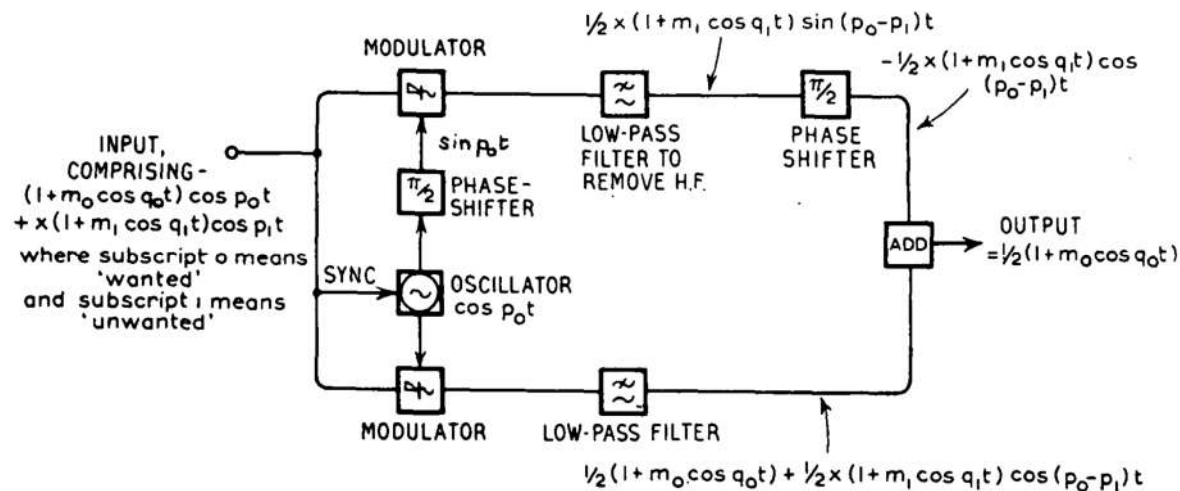 ½ x (1+m₁ cos q₁t) sin (p₀-p₁)t
MODULATOR
-½ x (1+m₁ cos q₁t) cos
(p₀-p₁)t
π/2
LOW-PASS
FILTER TO
REMOVE H.F.
PHASE
SHIFTER
INPUT,
COMPRISING-
(1+m₀ cos q₀t) cos p₀t
+ x(1+m₁ cos q₁t) cos p₁t
where subscript o means
'wanted'
and subscript 1 means
'unwanted'
sin p₀t
π/2
PHASE-
SHIFTER
SYNC
OSCILLATOR
cos p₀t
ADD
OUTPUT
=½(1+m₀ cos q₀t)
MODULATOR
LOW-PASS FILTER
½ (1+m₀ cos q₀t) + ½ x (1+m₁ cos q₁t) cos (p₀-p₁)t